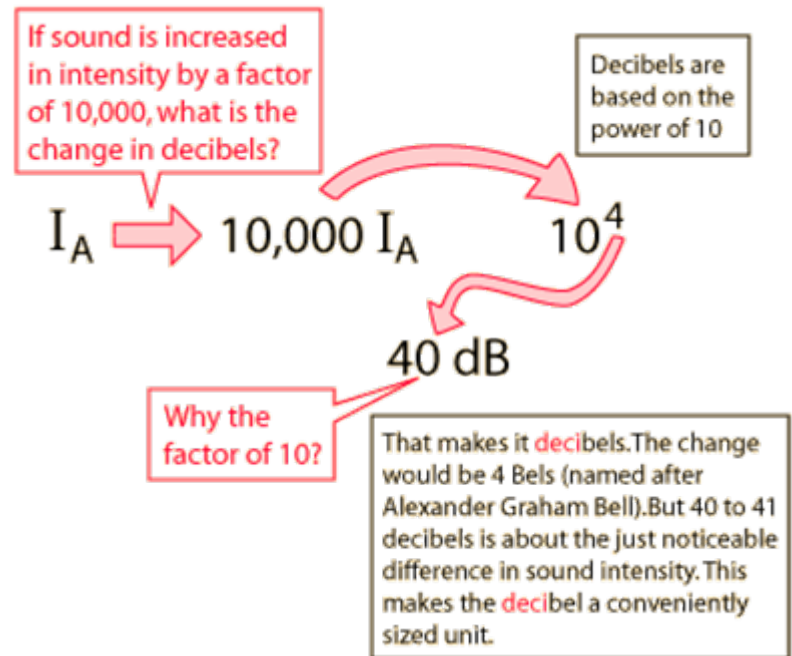 If sound is increased
in intensity by a factor
of 10,000, what is the
change in decibels?
Decibels are
based on the
power of 10
I_A 10,000 I_A 10⁴
40 dB
Why the
factor of 10?
That makes it decibels.The change
would be 4 Bels (named after
Alexander Graham Bell).But 40 to 41
decibels is about the just noticeable
difference in sound intensity. This
makes the decibel a conveniently
sized unit.